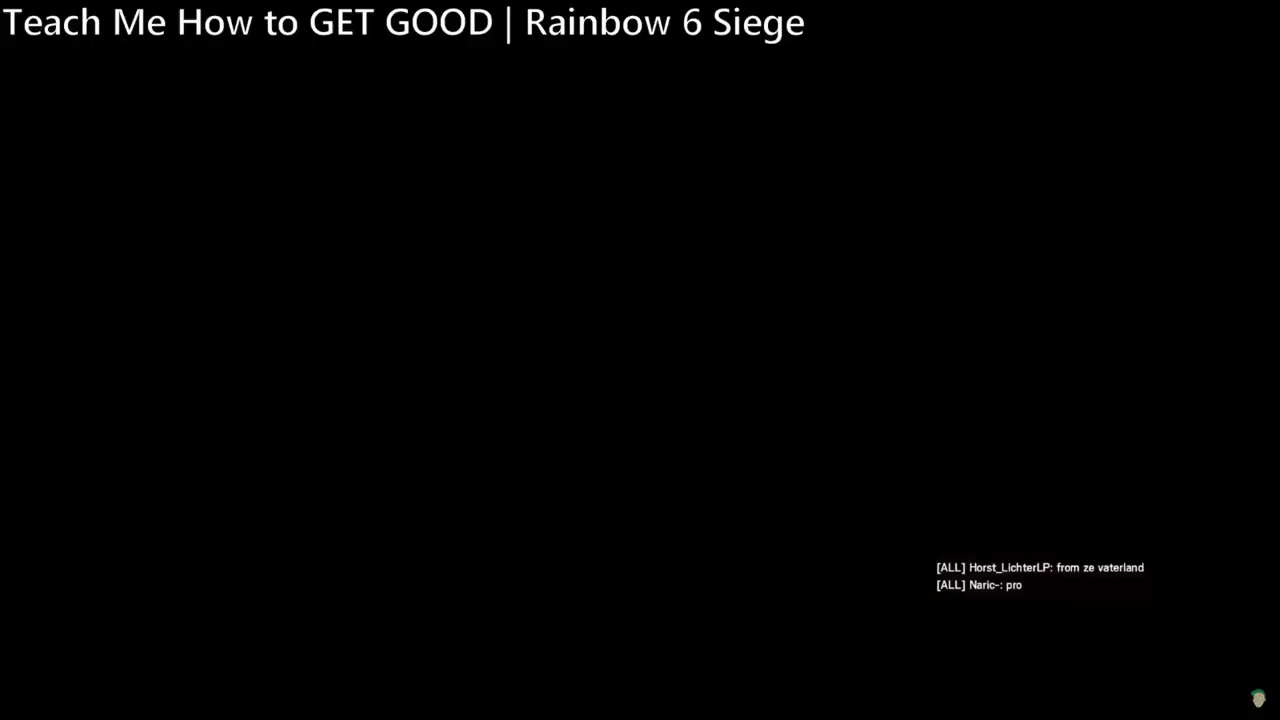 Teach Me How to GET GOOD | Rainbow 6 Siege
[ALL] Horst_LichterLP: from ze vaterland
[ALL] Naric-: pro